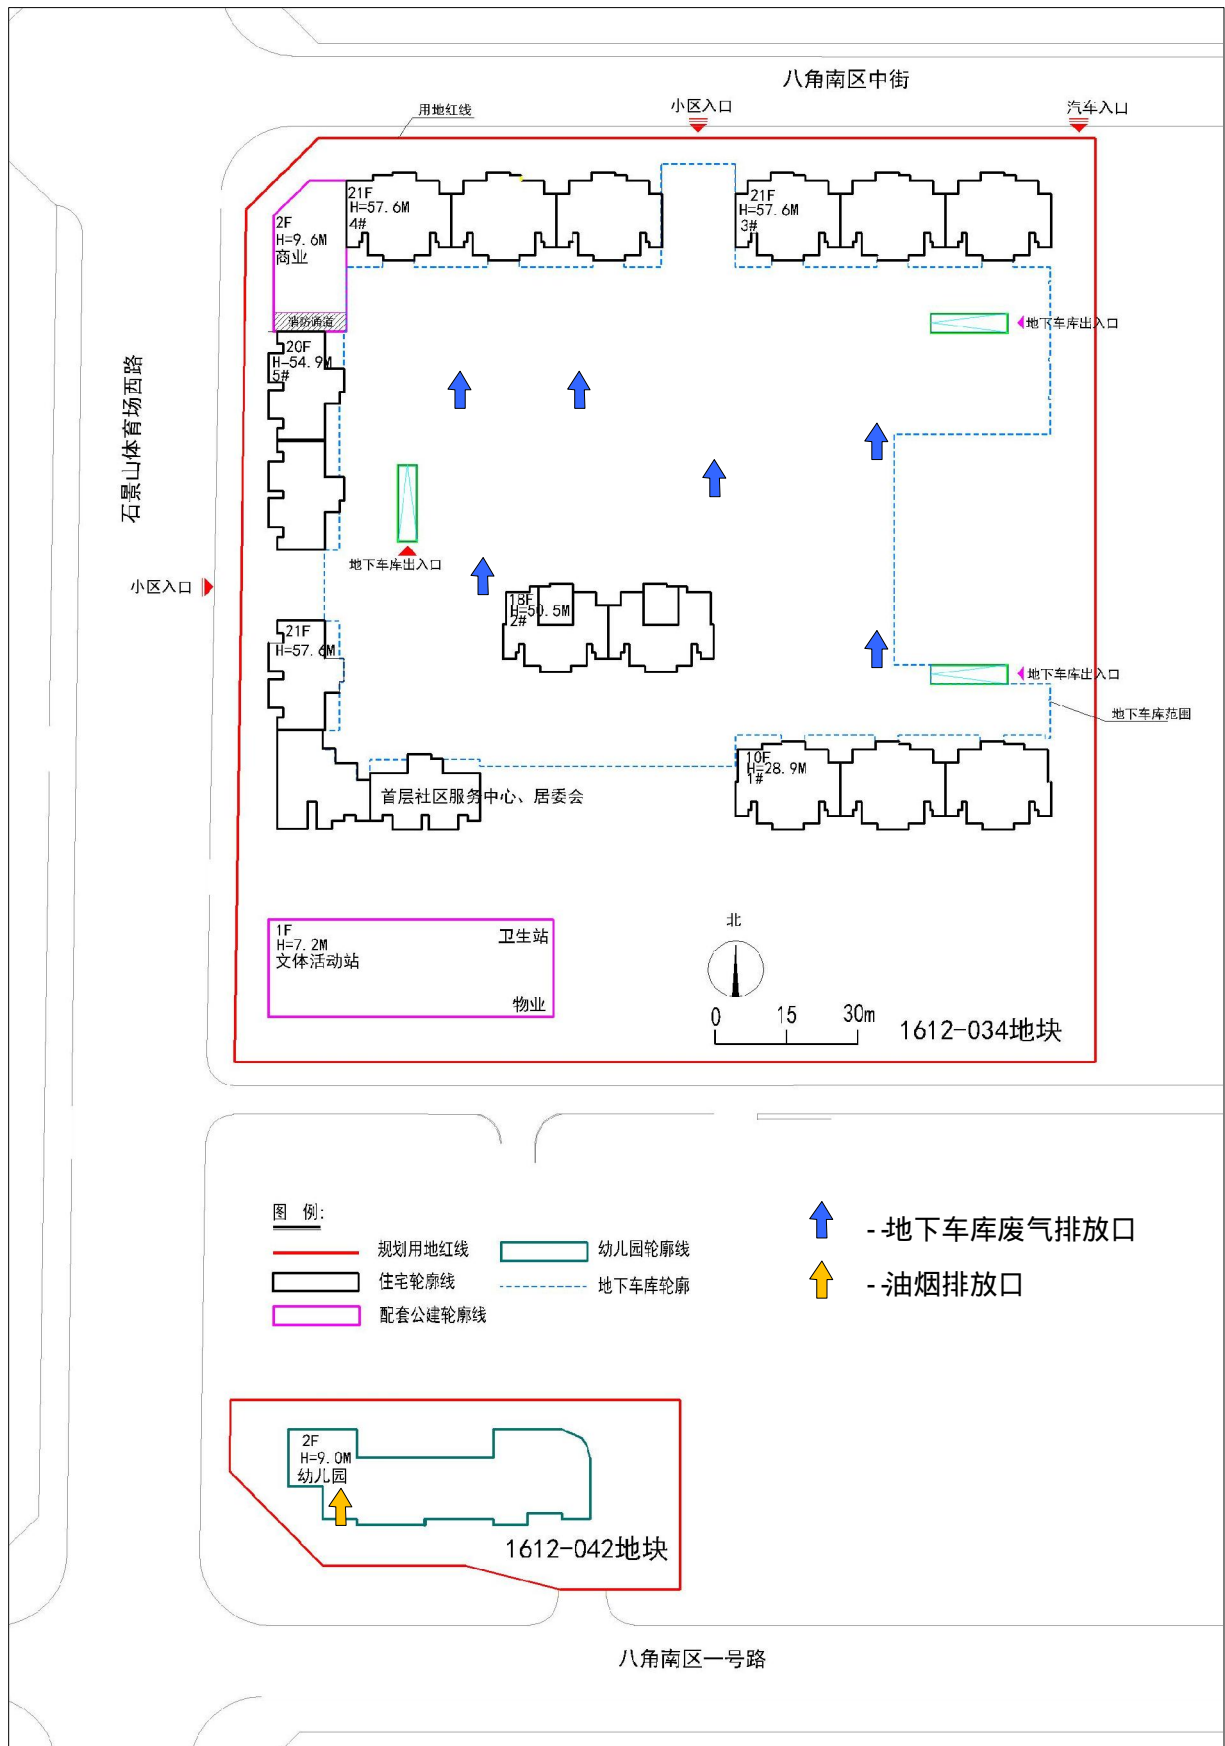 八角南区中街
用地红线
小区入口
汽车入口
21F
H=57.6M
4#
21F
H=57.6M
3#
2F
H=9.6M
商业
消防通道
地下车库出入口
20F
H=54.9M
5#
石景山体育场西路
地下车库出入口
小区入口
18F
H=50.5M
2#
21F
H=57.6M
地下车库出入口
地下车库范围
10F
H=28.9M
1#
首层社区服务中心、居委会
1F
H=7.2M
文体活动站
卫生站
物业
北
0 15 30m
1612-034地块
图 例:
规划用地红线
幼儿园轮廓线
住宅轮廓线
地下车库轮廓
配套公建轮廓线
--地下车库废气排放口
--油烟排放口
2F
H=9.0M
幼儿园
1612-042地块
八角南区一号路